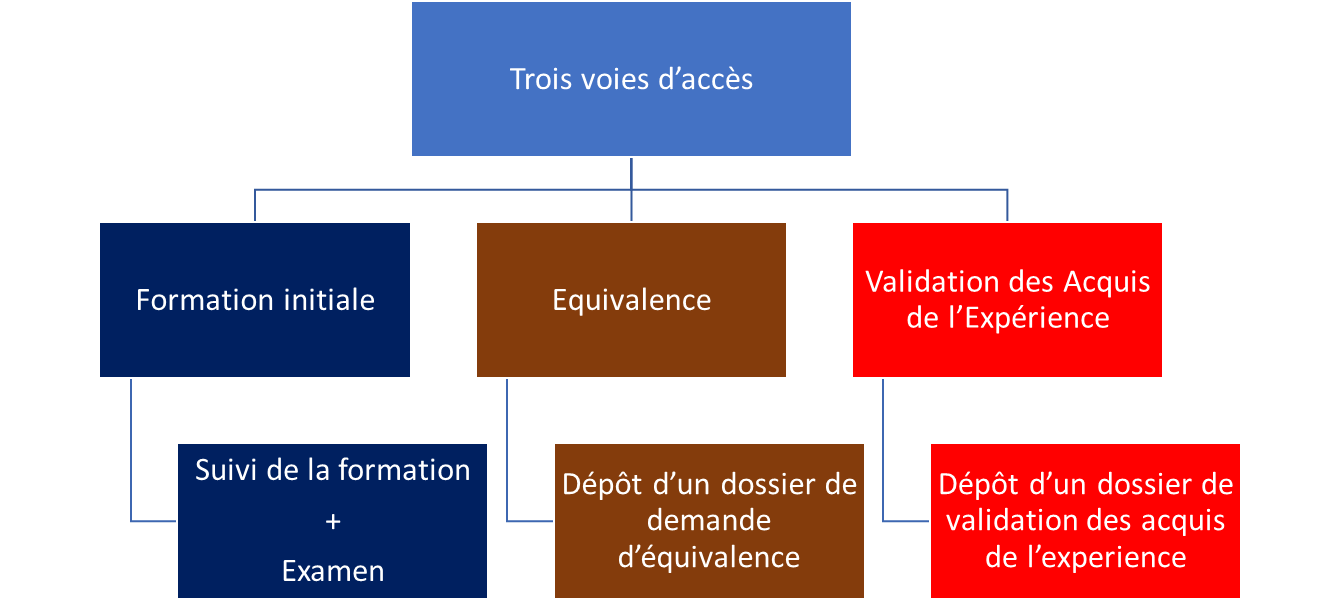 Trois voies d’accès
Formation initiale
Equivalence
Validation des Acquis
de l’Expérience
Suivi de la formation
+
Examen
Dépôt d’un dossier de
demande
d’équivalence
Dépôt d’un dossier de
validation des acquis
de l’experience